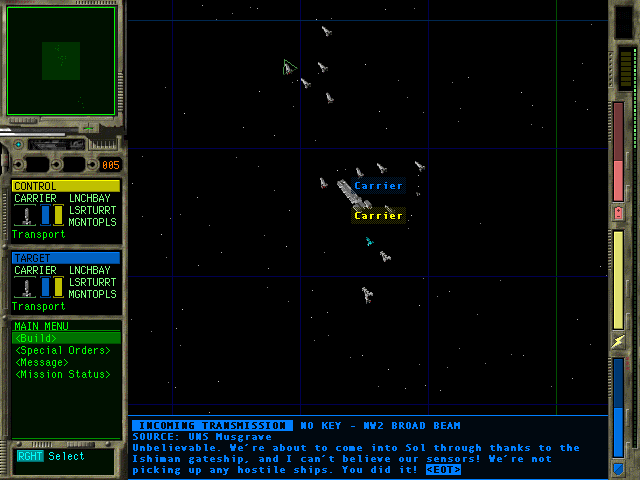 005
CONTROL
CARRIER LNCHBAY
LSRTURRT
MGNTOPLS
Transport
TARGET
CARRIER LNCHBAY
LSRTURRT
MGNTOPLS
Transport
MAIN MENU
<Build>
<Special Orders>
<Message>
<Mission Status>
RGHT Select
Carrier
Carrier
INCOMING TRANSMISSION NO KEY - NW2 BROAD BEAM
SOURCE: UNS Musgrave
Unbelievable. We're about to come into Sol through thanks to the
Ishiman gateship, and I can't believe our sensors! We're not
picking up any hostile ships. You did it! <EOT>